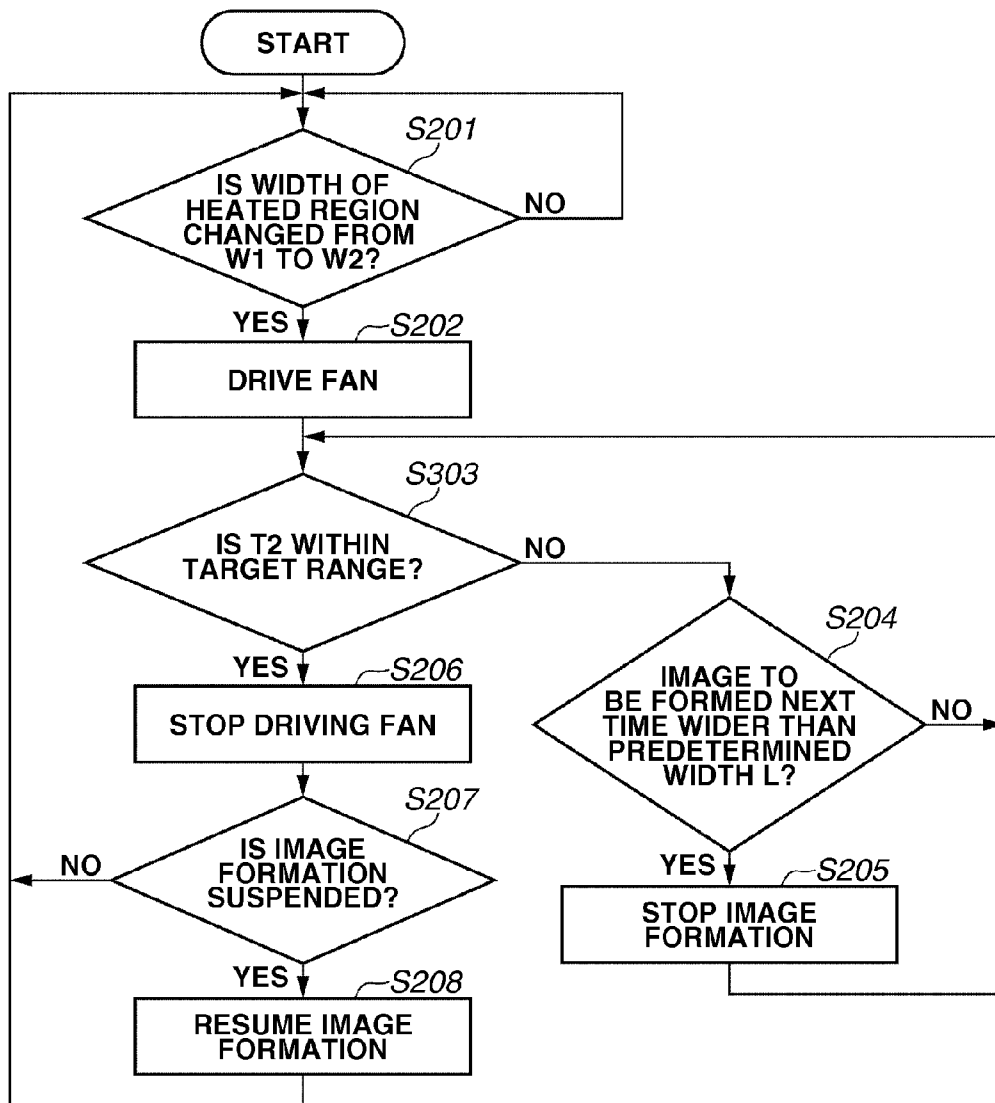 START
S201
IS WIDTH OF
HEATED REGION
CHANGED FROM
W1 TO W2?
NO
YES
S202
DRIVE FAN
S303
IS T2 WITHIN
TARGET RANGE?
NO
YES
S204
IMAGE TO
BE FORMED NEXT
TIME WIDER THAN
PREDETERMINED
WIDTH L?
NO
YES
S205
STOP IMAGE
FORMATION
S206
STOP DRIVING FAN
S207
IS IMAGE
FORMATION
SUSPENDED?
NO
YES
S208
RESUME IMAGE
FORMATION